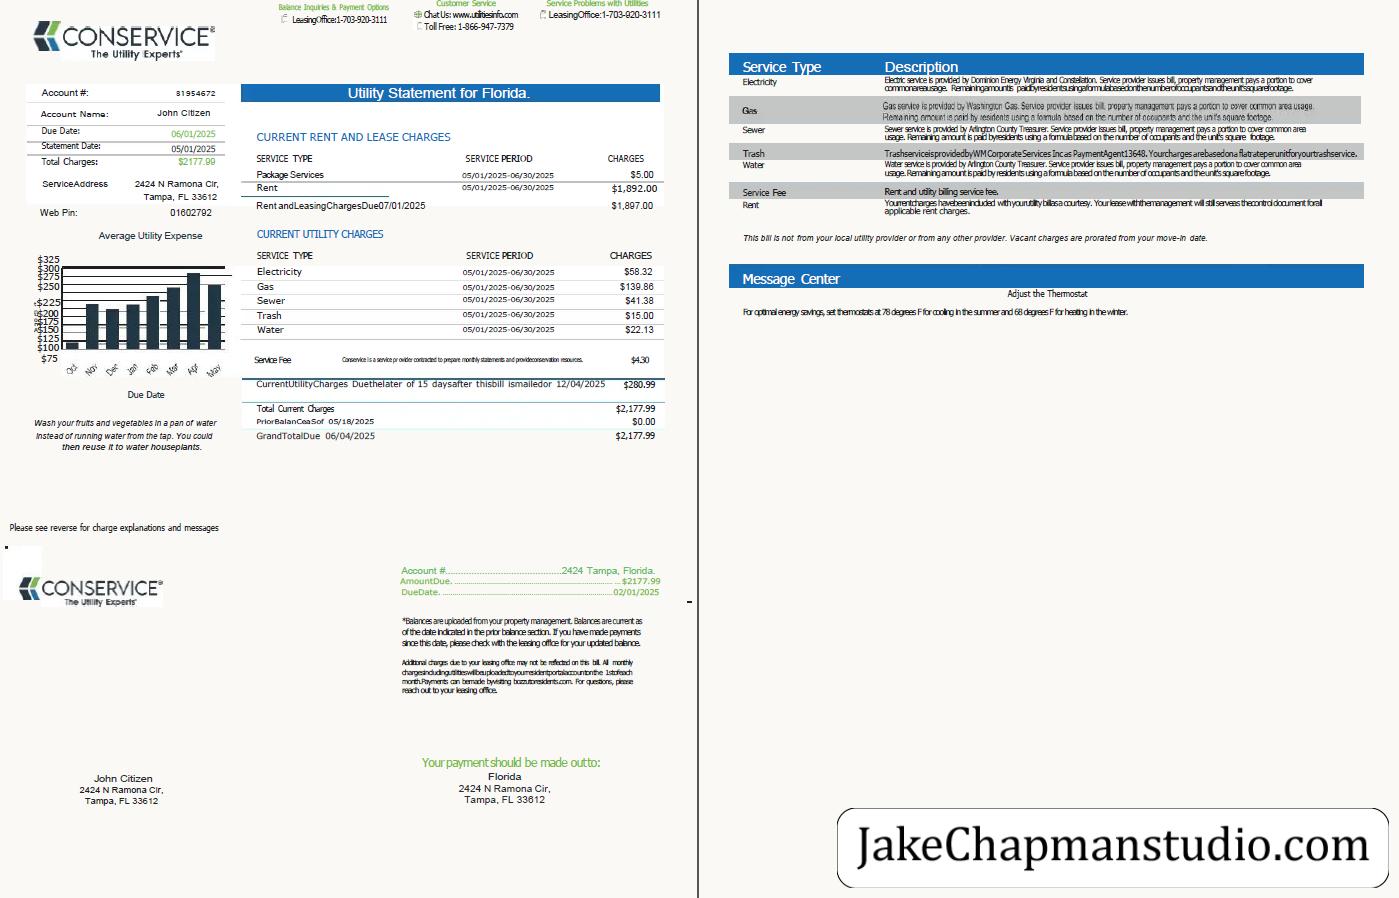 Balance Inquiries & Payment Options
LeasingOffice:1-703-920-3111
Customer Service
Chat Us: www.utilitiesinfo.com
Toll Free: 1-866-947-7379
Service Problems with Utilities
LeasingOffice:1-703-920-3111
CONSERVICE®
The Utility Experts®
Account #: 81954672
Account Name: John Citizen
Due Date: 06/01/2025
Statement Date: 05/01/2025
Total Charges: $2177.99
ServiceAddress 2424 N Ramona Cir,
Tampa, FL 33612
Web Pin: 01602792
Average Utility Expense
$325
$300
$275
$250
$225
$200
$175
$150
$125
$100
$75
Oct Nov Dec Jan Feb Mar Apr May
Due Date
Wash your fruits and vegetables in a pan of water
instead of running water from the tap. You could
then reuse it to water houseplants.
Utility Statement for Florida.
CURRENT RENT AND LEASE CHARGES
SERVICE TYPE SERVICE PERIOD CHARGES
Package Services 05/01/2025-06/30/2025 $5.00
Rent 05/01/2025-06/30/2025 $1,892.00
RentandLeasingChargesDue07/01/2025 $1,897.00
CURRENT UTILITY CHARGES
SERVICE TYPE SERVICE PERIOD CHARGES
Electricity 05/01/2025-06/30/2025 $58.32
Gas 05/01/2025-06/30/2025 $139.86
Sewer 05/01/2025-06/30/2025 $41.38
Trash 05/01/2025-06/30/2025 $15.00
Water 05/01/2025-06/30/2025 $22.13
Service Fee Conservice is a service provider contracted to prepare monthly statements and provideconservation resources. $4.30
CurrentUtilityCharges Duethelater of 15 daysafter thisbill ismailedor 12/04/2025 $280.99
Total Current Charges $2,177.99
PriorBalanCeaSof 05/18/2025 $0.00
GrandTotalDue 06/04/2025 $2,177.99
Please see reverse for charge explanations and messages
CONSERVICE®
The Utility Experts®
Account #............................................2424 Tampa, Florida.
AmountDue. ............................................................ ... $2177.99
DueDate. ................................................................. 02/01/2025
*Balances are uploaded from your property management. Balances are current as
of the date indicated in the prior balance section. If you have made payments
since this date, please check with the leasing office for your updated balance.
Additional charges due to your leasing office may not be reflected on this bill. All monthly
chargesincludingutilitieswillbeuploadedtoyourresidentportalaccountonthe 1stofeach
month.Payments can bemade byvisiting bozzutoresidents.com. For questions, please
reach out to your leasing office.
John Citizen
2424 N Ramona Cir,
Tampa, FL 33612
Your payment should be made out to:
Florida
2424 N Ramona Cir,
Tampa, FL 33612
Service Type Description
Electricity Electric service is provided by Dominion Energy Virginia and Constellation. Service provider issues bill, property management pays a portion to cover
commonareausage. Remainingamountis paidbyresidentsusingaformulabasedonthenumberofoccupantsandtheunit'ssquarefootage.
Gas Gas service is provided by Washington Gas. Service provider issues bill, property management pays a portion to cover common area usage.
Remaining amount is paid by residents using a formula based on the number of occupants and the unit's square footage.
Sewer Sewer service is provided by Arlington County Treasurer. Service provider issues bill, property management pays a portion to cover common area
usage. Remaining amount is paid by residents using a formula based on the number of occupants and the unit's square footage.
Trash TrashserviceisprovidedbyWM Corporate Services Inc as Payment Agent13648. Yourcharges arebasedona flatrateperunitforyourtrashservice.
Water Water service is provided by Arlington County Treasurer. Service provider issues bill, property management pays a portion to cover common area
usage. Remaining amount is paid by residents using a formula based on the number of occupants and the unit's square footage.
Service Fee Rent and utility billing service fee.
Rent Yourrentcharges havebeenincluded with yourutility billas a courtesy. Your lease withthemanagement will still serveas thecontrol document forall
applicable rent charges.
This bill is not from your local utility provider or from any other provider. Vacant charges are prorated from your move-in date.
Message Center
Adjust the Thermostat
For optimal energy savings, set thermostats at 78 degrees F for cooling in the summer and 68 degrees F for heating in the winter.
JakeChapmanstudio.com